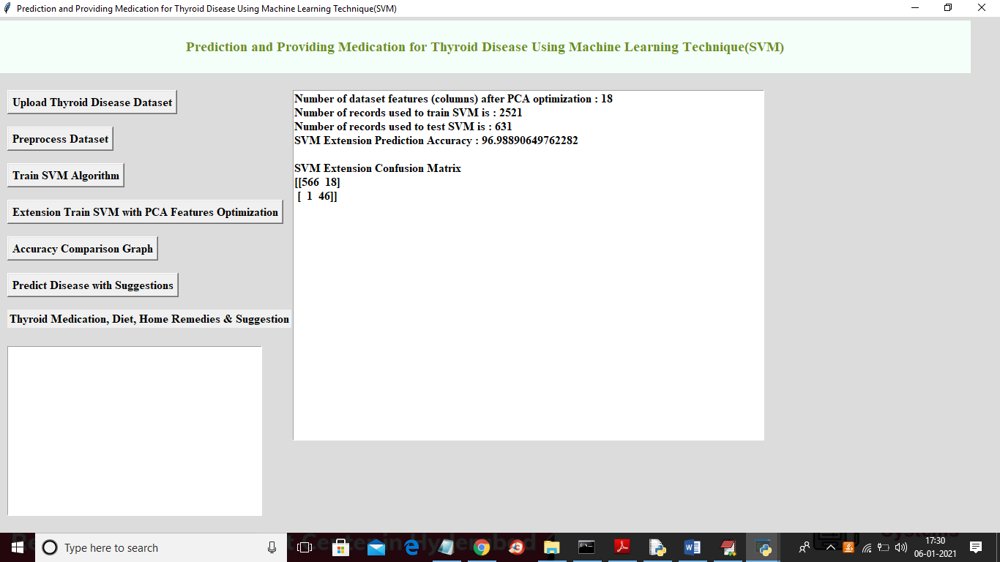 Prediction and Providing Medication for Thyroid Disease Using Machine Learning Technique(SVM)
Prediction and Providing Medication for Thyroid Disease Using Machine Learning Technique(SVM)
Upload Thyroid Disease Dataset
Preprocess Dataset
Train SVM Algorithm
Extension Train SVM with PCA Features Optimization
Accuracy Comparison Graph
Predict Disease with Suggestions
Thyroid Medication, Diet, Home Remedies & Suggestion
Number of dataset features (columns) after PCA optimization : 18
Number of records used to train SVM is : 2521
Number of records used to test SVM is : 631
SVM Extension Prediction Accuracy : 96.98890649762282
SVM Extension Confusion Matrix
[[566 18]
[ 1 46]]
Type here to search
17:30
06-01-2021